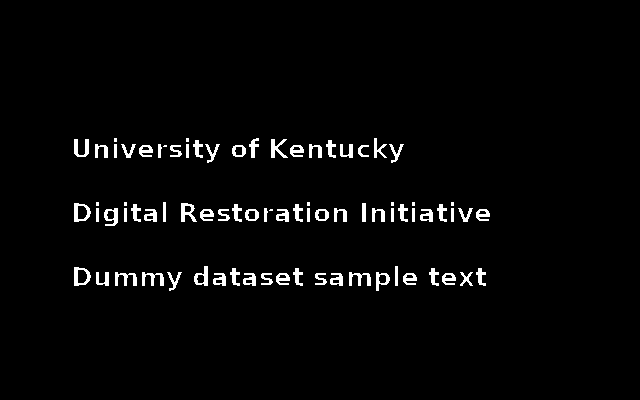 University of Kentucky
Digital Restoration Initiative
Dummy dataset sample text